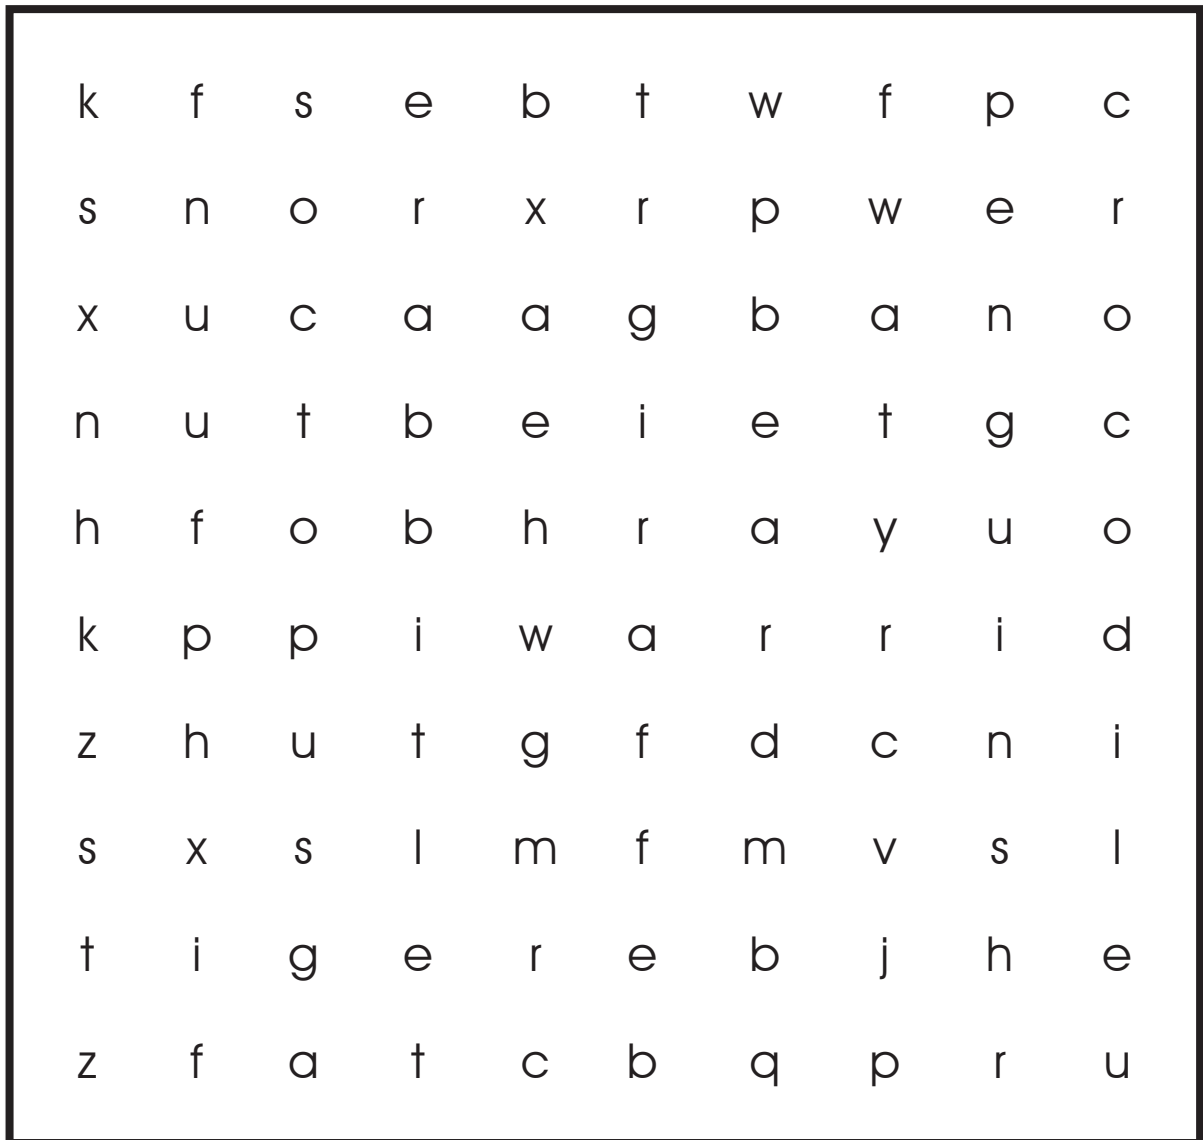 k f s e b t w f p c
s n o r x r p w e r
x u c a a g b a n o
n u t b e i e t g c
h f o b h r a y u o
k p p i w a r r i d
z h u t g f d c n i
s x s l m f m v s l
t i g e r e b j h e
z f a t c b q p r u